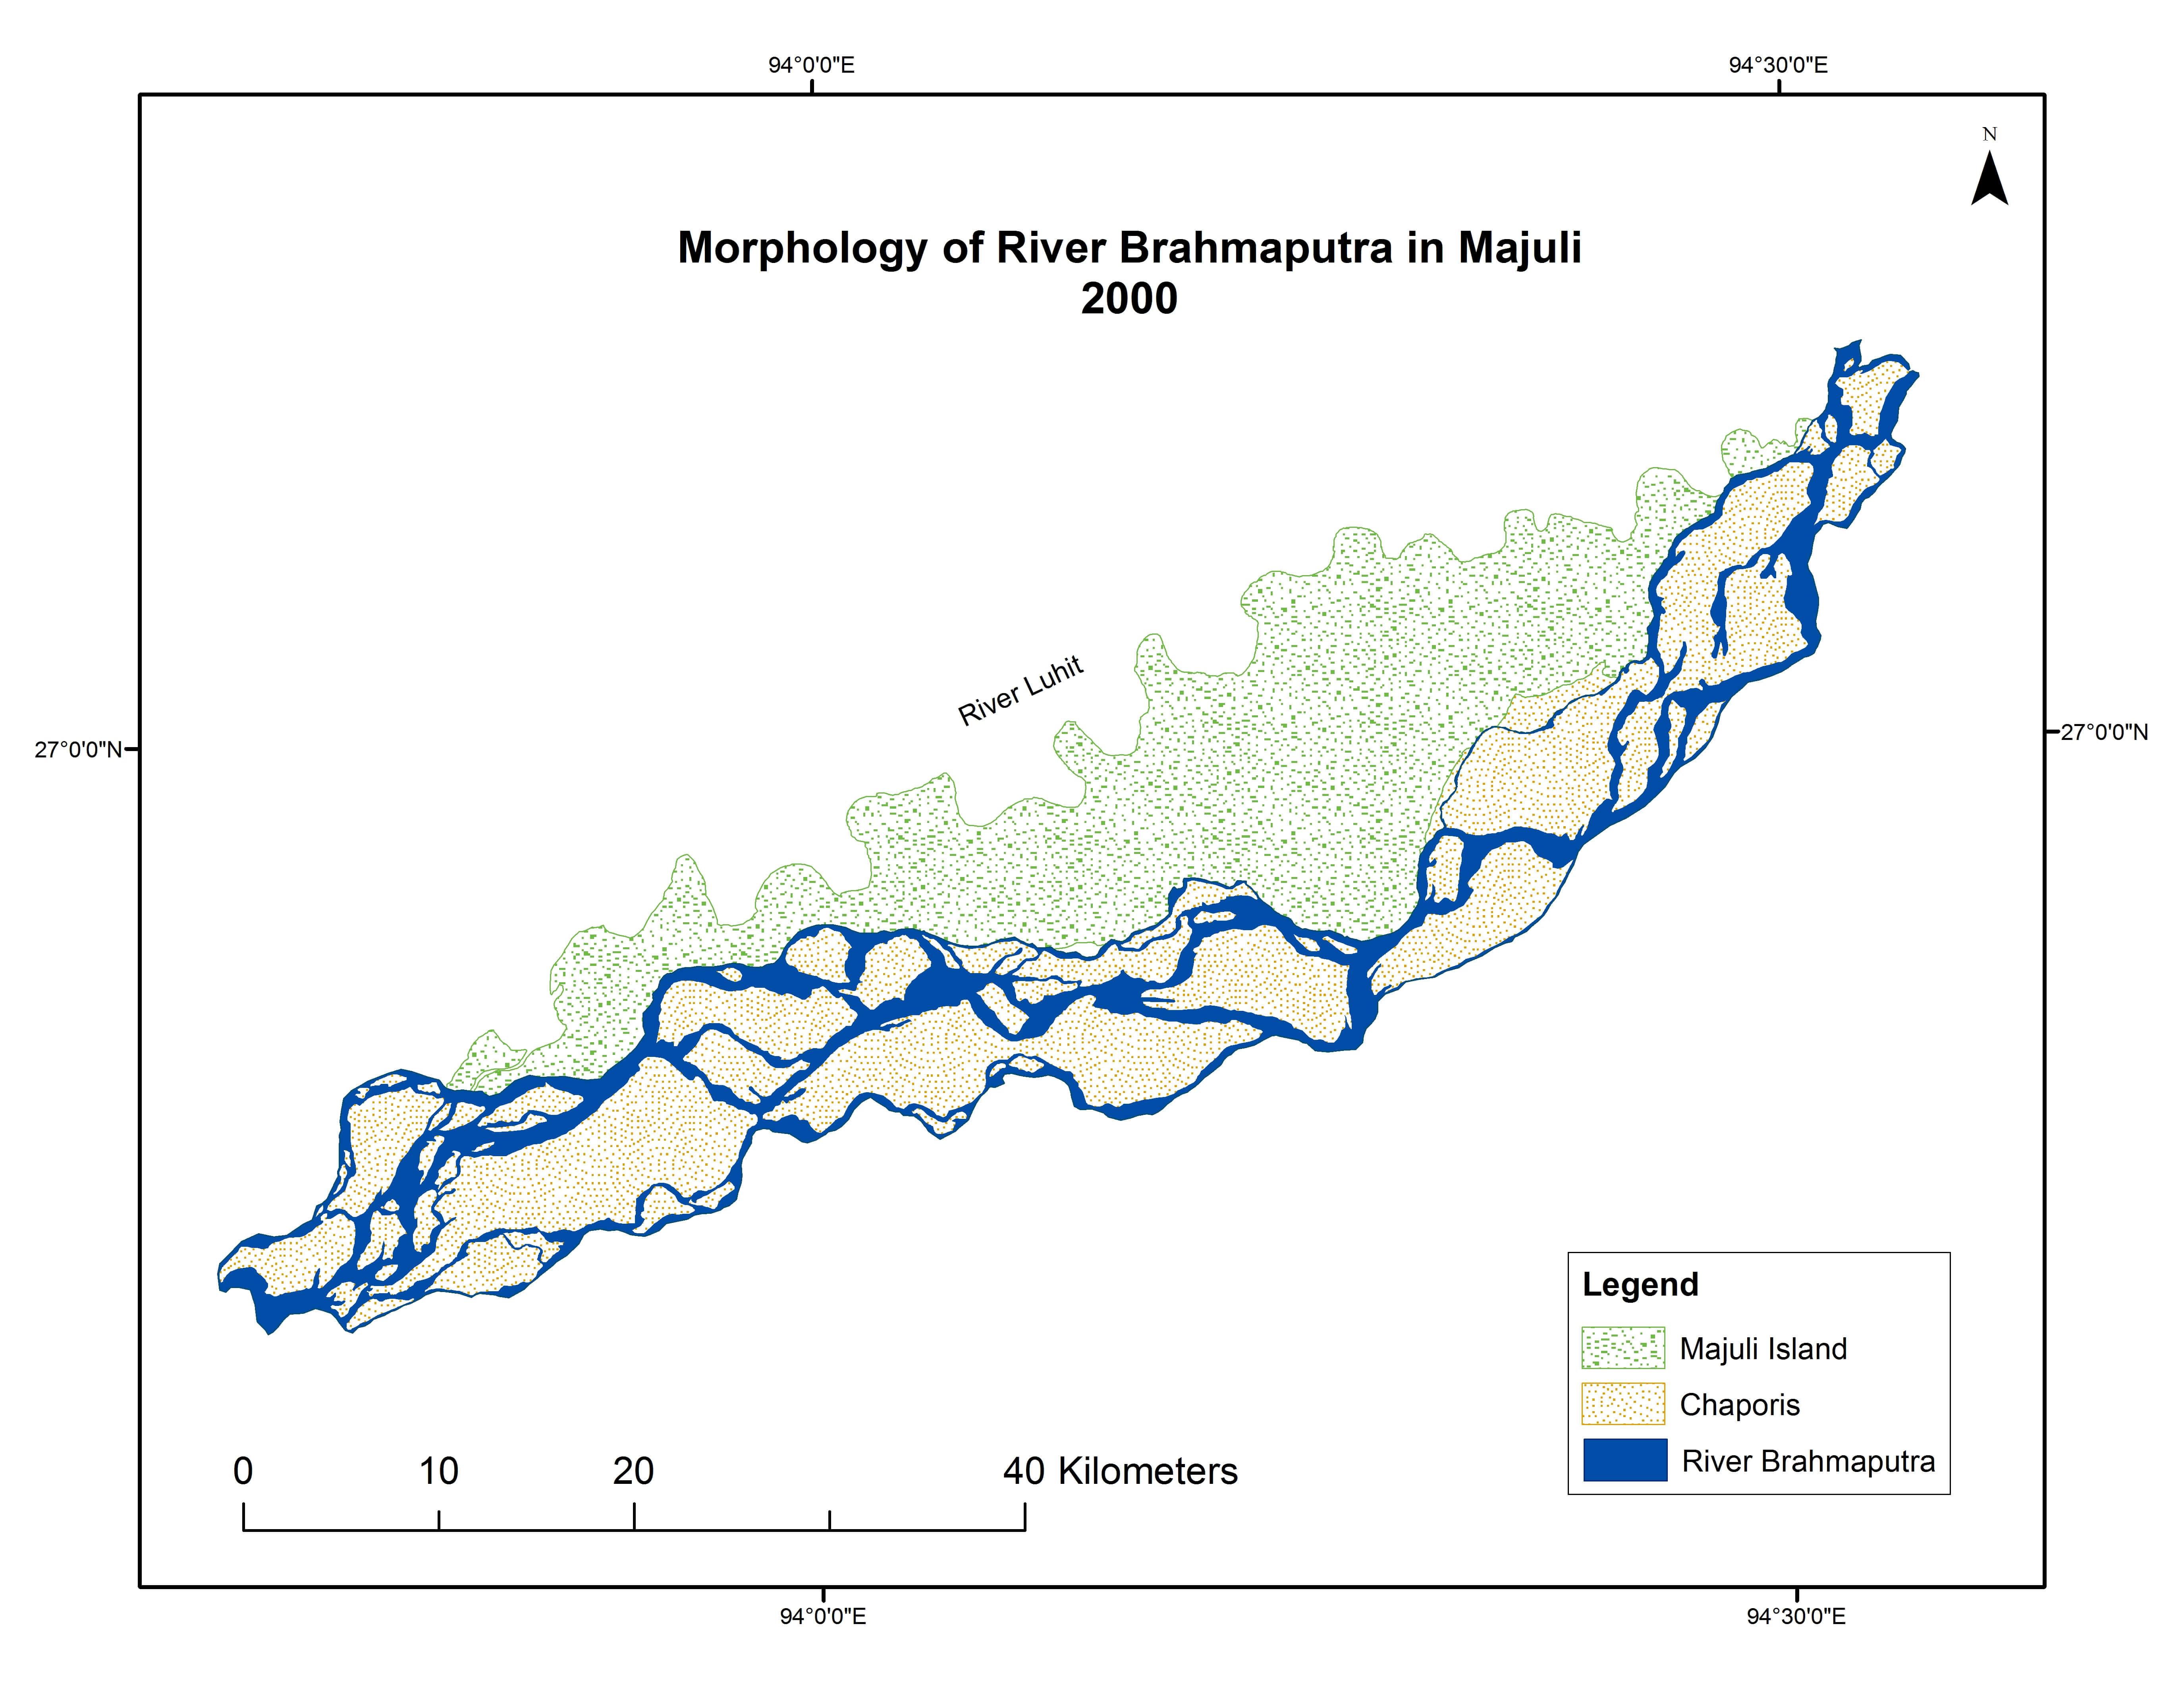 94°0'0"E
94°30'0"E
N
Morphology of River Brahmaputra in Majuli
2000
River Luhit
27°0'0"N
27°0'0"N
Legend
Majuli Island
Chaporis
River Brahmaputra
0 10 20 40 Kilometers
94°0'0"E
94°30'0"E